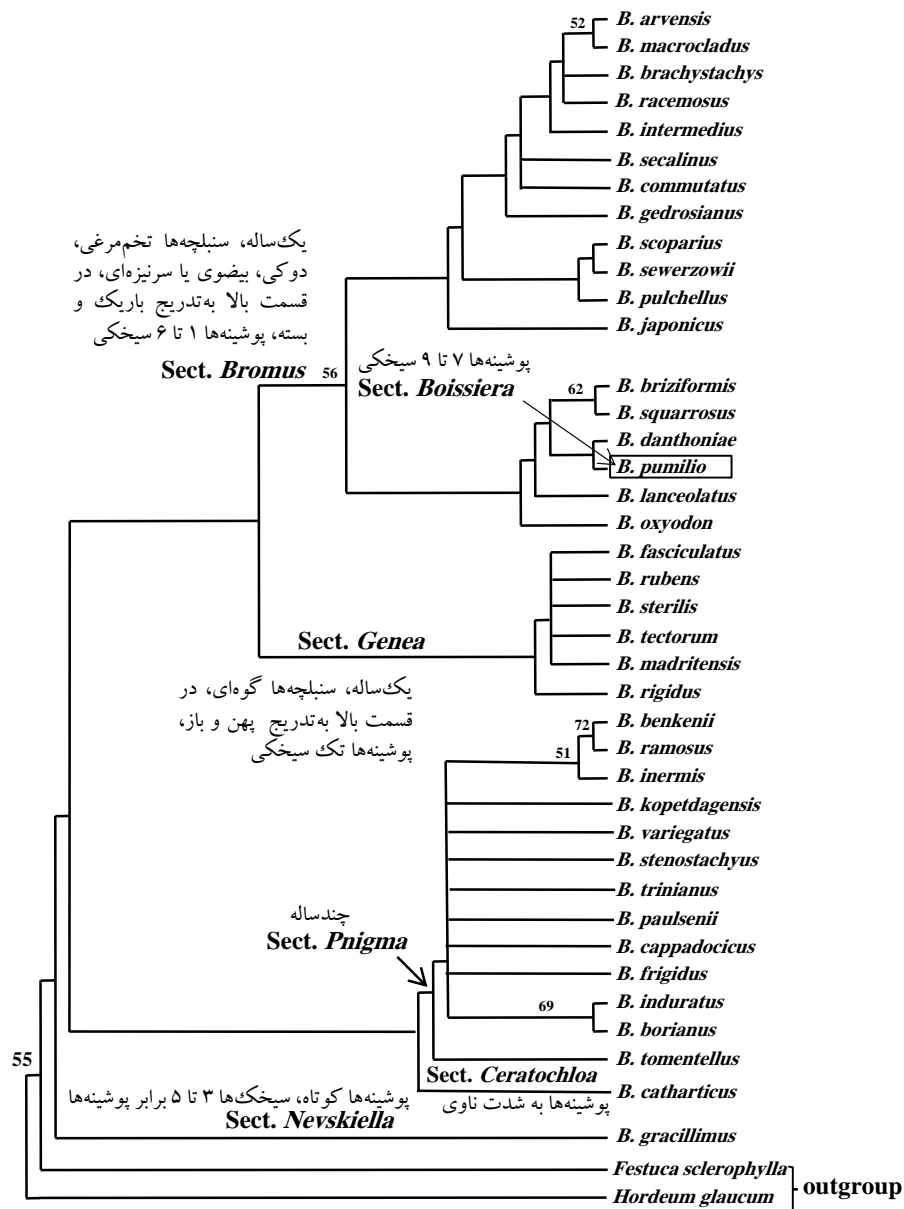 52
B. arvensis
B. macrocladus
B. brachystachys
B. racemosus
B. intermedius
B. secalinus
B. commutatus
B. gedrosianus
B. scoparius
B. sewerzowii
B. pulchellus
B. japonicus
یک‌ساله، سنبلچه‌ها تخم‌مرغی،
دوکی، بیضوی یا سرنیزه‌ای، در
قسمت بالا به‌تدریج باریک و
بسته، پوشینه‌ها ۱ تا ۶ سیخکی
Sect. Bromus
56
پوشینه‌ها ۷ تا ۹ سیخکی
Sect. Boissiera
62
B. briziformis
B. squarrosus
B. danthoniae
B. pumilio
B. lanceolatus
B. oxyodon
B. fasciculatus
B. rubens
B. sterilis
B. tectorum
B. madritensis
B. rigidus
Sect. Genea
یک‌ساله، سنبلچه‌ها گوه‌ای، در
قسمت بالا به‌تدریج پهن و باز،
پوشینه‌ها تک سیخکی
72
51
B. benkenii
B. ramosus
B. inermis
B. kopetdagensis
B. variegatus
B. stenostachyus
B. trinianus
B. paulsenii
B. cappadocicus
B. frigidus
چندساله
Sect. Pnigma
69
B. induratus
B. borianus
B. tomentellus
Sect. Ceratochloa
B. catharticus
پوشینه‌ها به شدت ناوی
55
پوشینه‌ها کوتاه، سیخک‌ها ۳ تا ۵ برابر پوشینه‌ها
Sect. Nevskiella
B. gracillimus
Festuca sclerophylla
Hordeum glaucum
outgroup